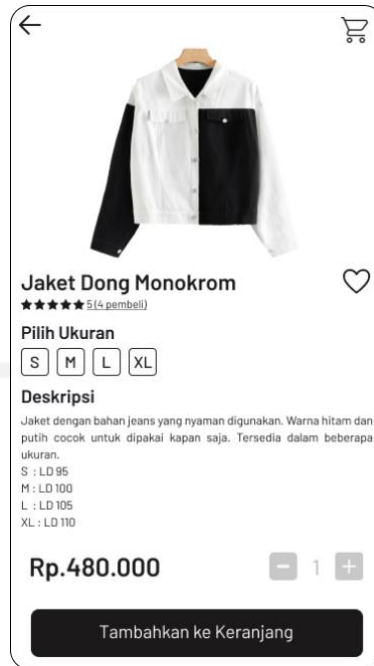 Jaket Dong Monokrom
★★★★★ 5(4 pembeli)
Pilih Ukuran
S M L XL
Deskripsi
Jaket dengan bahan jeans yang nyaman digunakan. Warna hitam dan
putih cocok untuk dipakai kapan saja. Tersedia dalam beberapa
ukuran.
S : LD 95
M : LD 100
L : LD 105
XL : LD 110
Rp.480.000 - 1 +
Tambahkan ke Keranjang